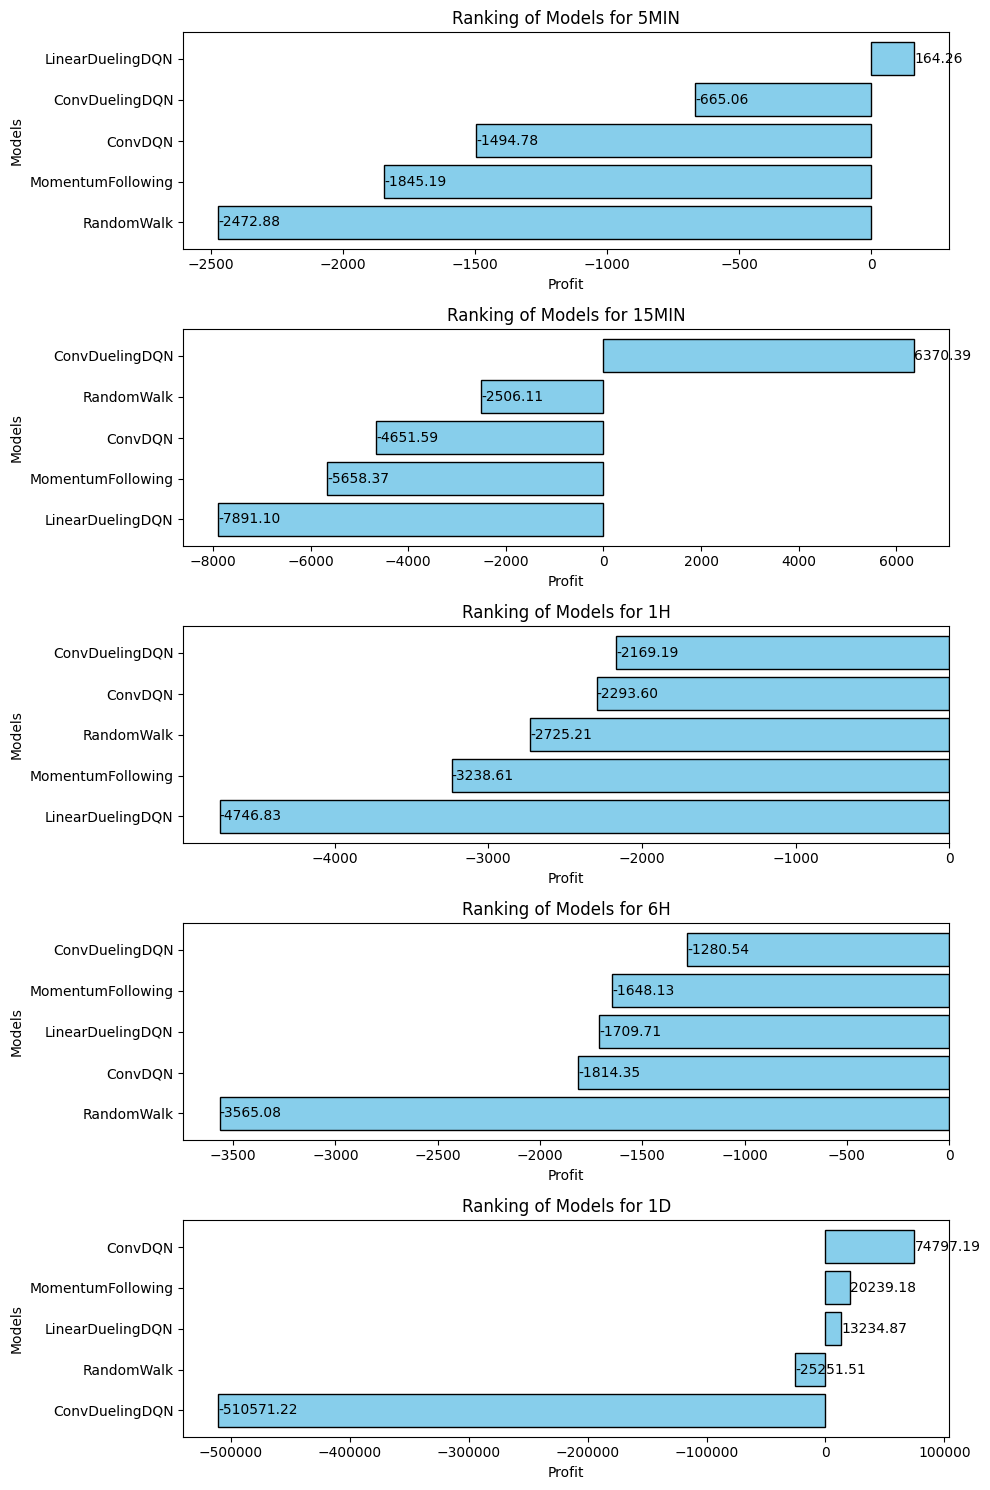 Ranking of Models for 5MIN
Models
LinearDuelingDQN
164.26
ConvDuelingDQN
-665.06
ConvDQN
-1494.78
MomentumFollowing
-1845.19
RandomWalk
-2472.88
−2500 −2000 −1500 −1000 −500 0
Profit
Ranking of Models for 15MIN
Models
ConvDuelingDQN
6370.39
RandomWalk
-2506.11
ConvDQN
-4651.59
MomentumFollowing
-5658.37
LinearDuelingDQN
-7891.10
−8000 −6000 −4000 −2000 0 2000 4000 6000
Profit
Ranking of Models for 1H
Models
ConvDuelingDQN
-2169.19
ConvDQN
-2293.60
RandomWalk
-2725.21
MomentumFollowing
-3238.61
LinearDuelingDQN
-4746.83
−4000 −3000 −2000 −1000 0
Profit
Ranking of Models for 6H
Models
ConvDuelingDQN
-1280.54
MomentumFollowing
-1648.13
LinearDuelingDQN
-1709.71
ConvDQN
-1814.35
RandomWalk
-3565.08
−3500 −3000 −2500 −2000 −1500 −1000 −500 0
Profit
Ranking of Models for 1D
Models
ConvDQN
74797.19
MomentumFollowing
20239.18
LinearDuelingDQN
13234.87
RandomWalk
-25251.51
ConvDuelingDQN
-510571.22
−500000 −400000 −300000 −200000 −100000 0 100000
Profit